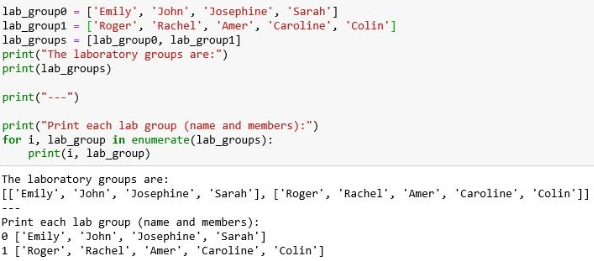 lab_group0 = ['Emily', 'John', 'Josephine', 'Sarah']
lab_group1 = ['Roger', 'Rachel', 'Amer', 'Caroline', 'Colin']
lab_groups = [lab_group0, lab_group1]
print("The laboratory groups are:")
print(lab_groups)
print("---")
print("Print each lab group (name and members):")
for i, lab_group in enumerate(lab_groups):
    print(i, lab_group)
The laboratory groups are:
[['Emily', 'John', 'Josephine', 'Sarah'], ['Roger', 'Rachel', 'Amer', 'Caroline', 'Colin']]
---
Print each lab group (name and members):
0 ['Emily', 'John', 'Josephine', 'Sarah']
1 ['Roger', 'Rachel', 'Amer', 'Caroline', 'Colin']